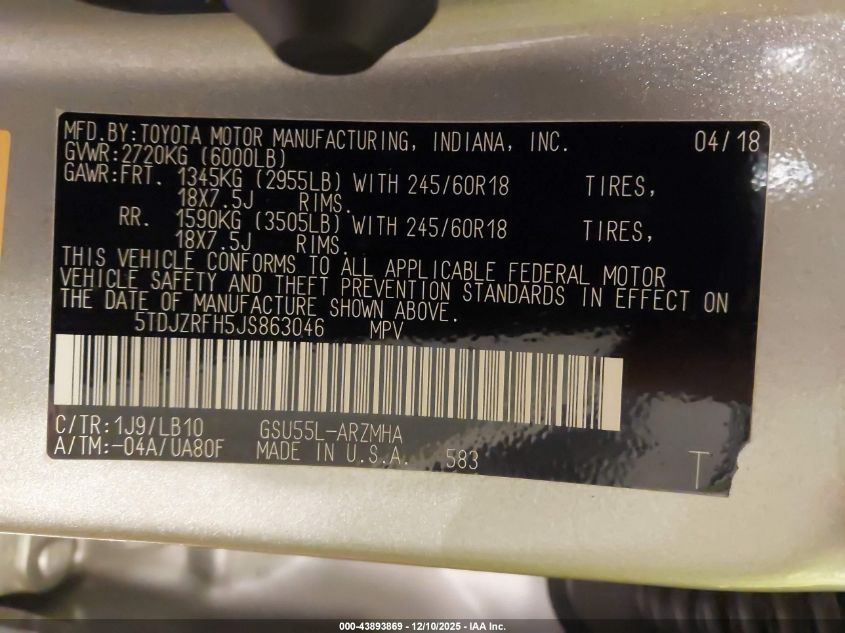 MFD.BY:TOYOTA MOTOR MANUFACTURING, INDIANA, INC. 04/18
GVWR:2720KG (6000LB)
GAWR:FRT. 1345KG (2955LB) WITH 245/60R18 TIRES,
18X7.5J RIMS.
RR. 1590KG (3505LB) WITH 245/60R18 TIRES,
18X7.5J RIMS.
THIS VEHICLE CONFORMS TO ALL APPLICABLE FEDERAL MOTOR
VEHICLE SAFETY AND THEFT PREVENTION STANDARDS IN EFFECT ON
THE DATE OF MANUFACTURE SHOWN ABOVE.
5TDJZRFH5JS863046 MPV
C/TR:1J9/LB10 GSU55L-ARZMHA
A/TM:-04A/UA80F MADE IN U.S.A. 583 T
000-43893869 - 12/10/2025 - IAA Inc.